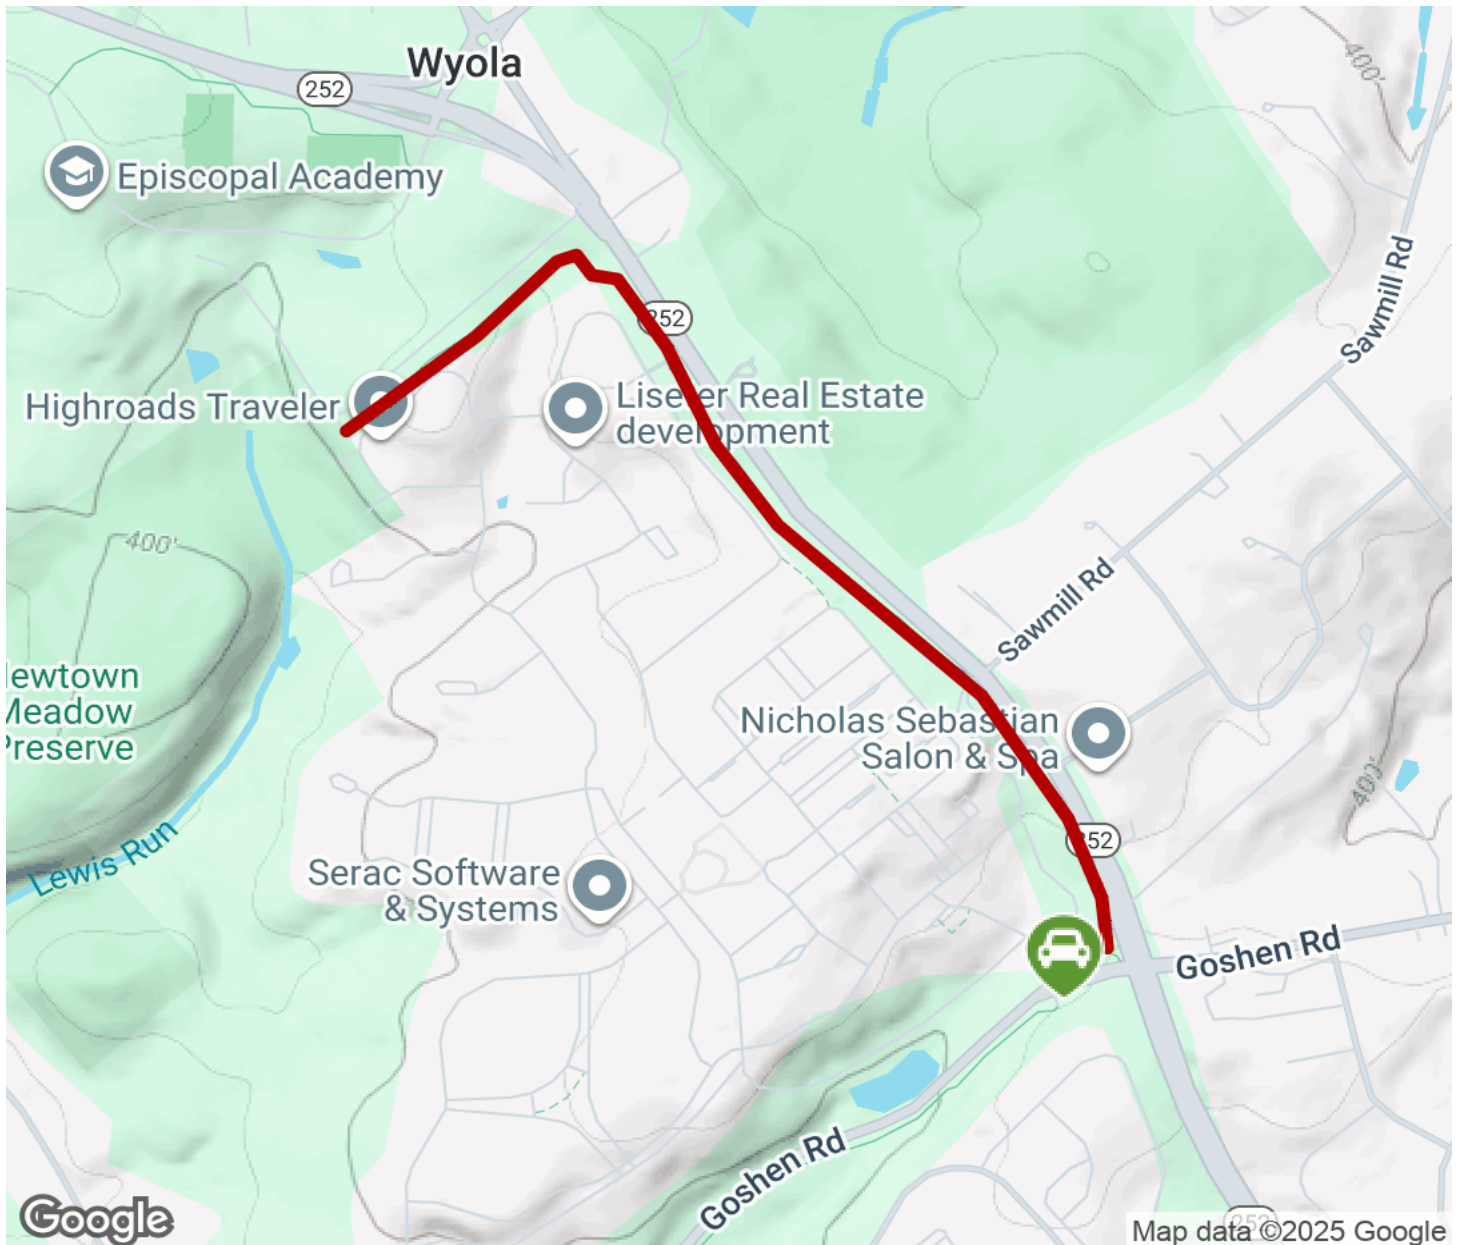 Wyola
252
400'
Episcopal Academy
Sawmill Rd
252
Highroads Traveler
Liseter Real Estate
development
400'
Sawmill Rd
Newtown
Meadow
Preserve
Nicholas Sebastian
Salon & Spa
400'
Lewis Run
252
Serac Software
& Systems
Goshen Rd
Goshen Rd
252
Google
Map data ©2025 Google